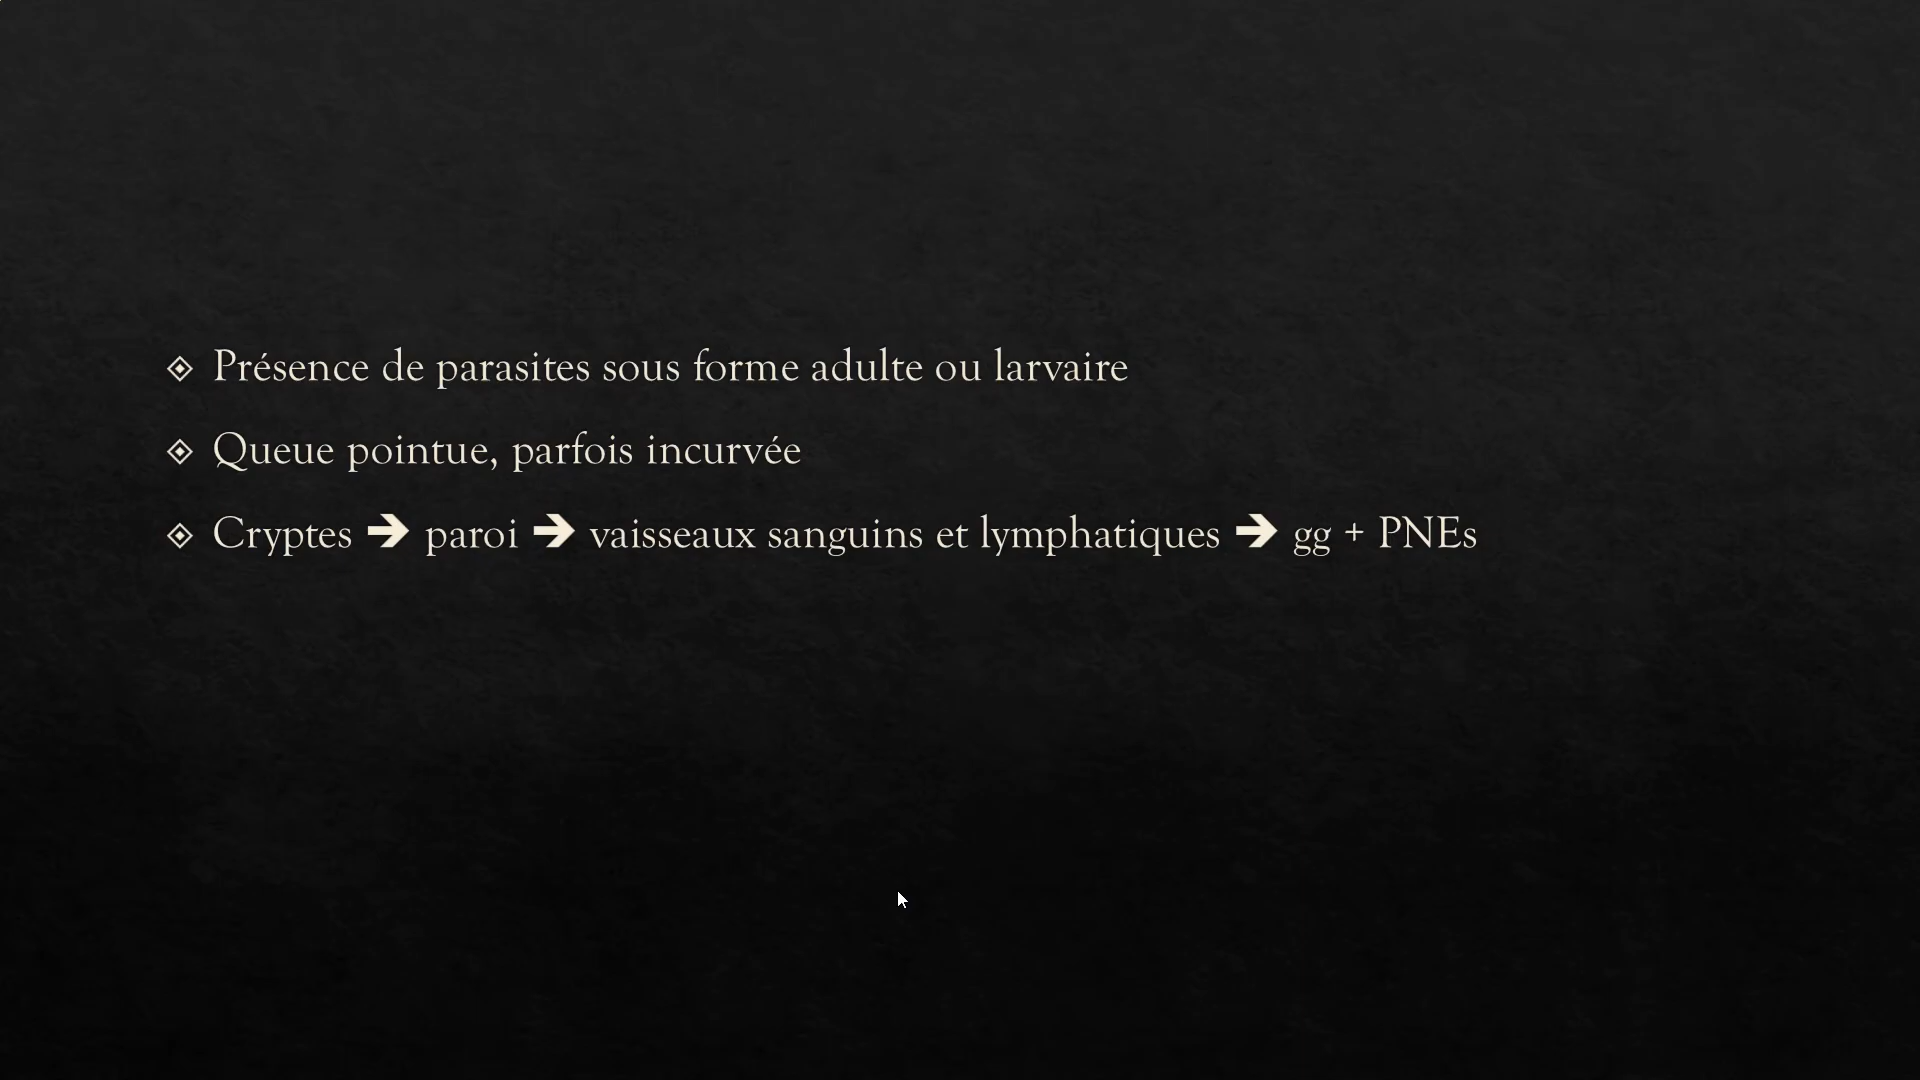 Présence de parasites sous forme adulte ou larvaire
Queue pointue, parfois incurvée
Cryptes ➔ paroi ➔ vaisseaux sanguins et lymphatiques ➔ gg + PNEs